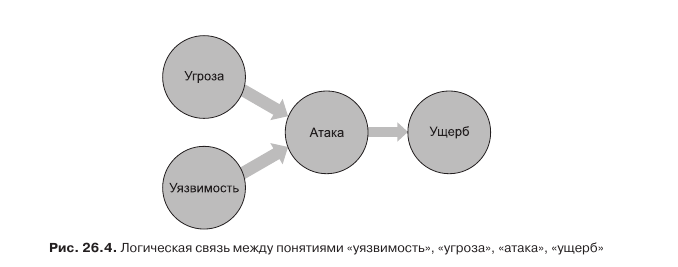 Угроза
Уязвимость
Атака
Ущерб
Рис. 26.4. Логическая связь между понятиями «уязвимость», «угроза», «атака», «ущерб»